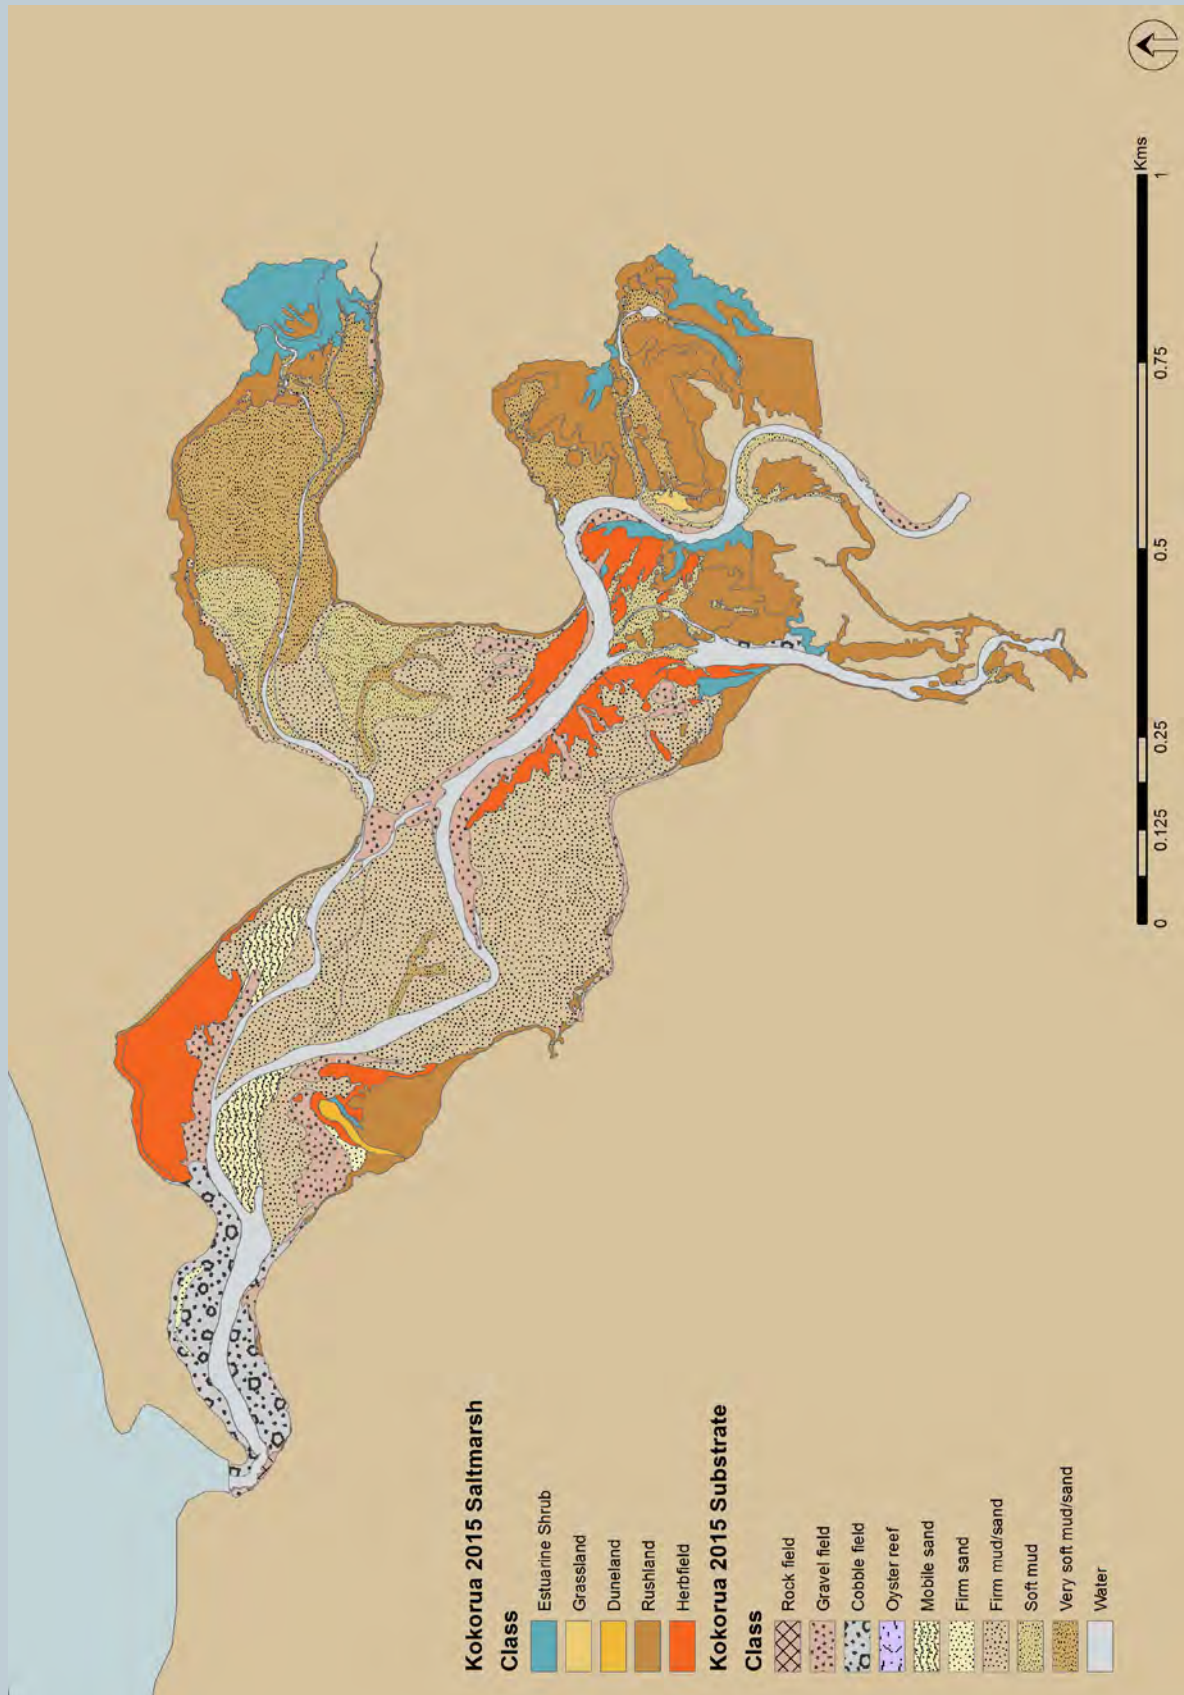 Kokorua 2015 Saltmarsh
Class
Estuarine Shrub
Grassland
Duneland
Rushland
Herbfield
Kokorua 2015 Substrate
Class
Rock field
Gravel field
Cobble field
Oyster reef
Mobile sand
Firm sand
Firm mud/sand
Soft mud
Very soft mud/sand
Water
0 0.125 0.25 0.5 0.75 1
Kms